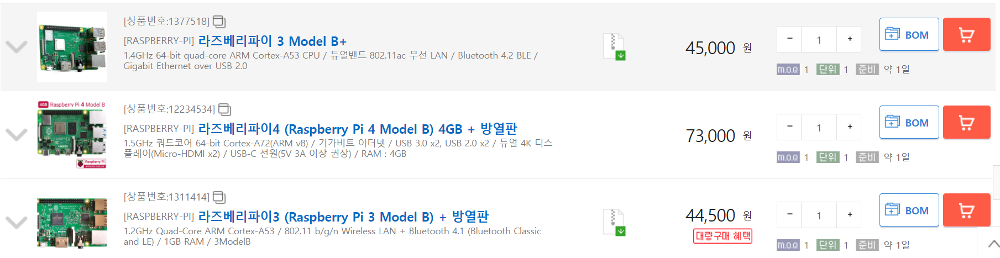 [상품번호:1377518]
[RASPBERRY-PI] 라즈베리파이 3 Model B+
1.4GHz 64-bit quad-core ARM Cortex-A53 CPU / 듀얼밴드 802.11ac 무선 LAN / Bluetooth 4.2 BLE /
Gigabit Ethernet over USB 2.0
45,000 원
− 1 +
BOM
M.O.Q 1 단위 1 준비 약 1일
4GB Raspberry Pi 4 Model B
Raspberry Pi
[상품번호:12234534]
[RASPBERRY-PI] 라즈베리파이4 (Raspberry Pi 4 Model B) 4GB + 방열판
1.5GHz 쿼드코어 64-bit Cortex-A72(ARM v8) / 기가비트 이더넷 / USB 3.0 x2, USB 2.0 x2 / 듀얼 4K 디스
플레이(Micro-HDMI x2) / USB-C 전원(5V 3A 이상 권장) / RAM : 4GB
73,000 원
− 1 +
BOM
M.O.Q 1 단위 1 준비 약 1일
[상품번호:1311414]
[RASPBERRY-PI] 라즈베리파이3 (Raspberry Pi 3 Model B) + 방열판
1.2GHz Quad-Core ARM Cortex-A53 / 802.11 b/g/n Wireless LAN + Bluetooth 4.1 (Bluetooth Classic
and LE) / 1GB RAM / 3ModelB
44,500 원
대량구매 혜택
− 1 +
BOM
M.O.Q 1 단위 1 준비 약 1일